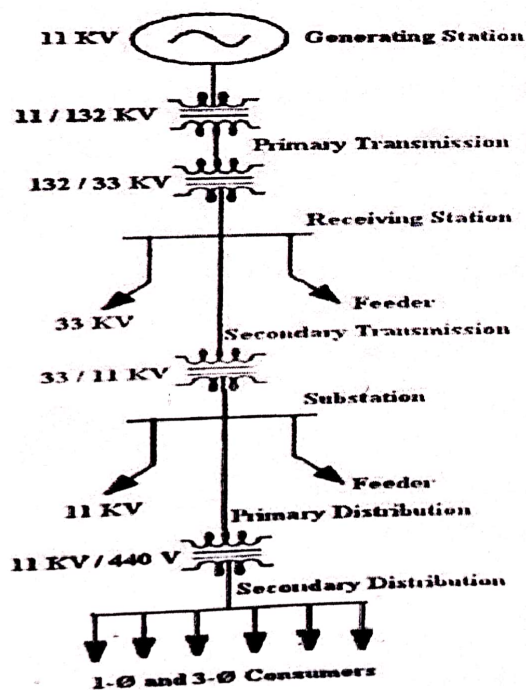 11 KV Generating Station
11 / 132 KV
Primary Transmission
132 / 33 KV
Receiving Station
33 KV
Feeder
Secondary Transmission
33 / 11 KV
Substation
11 KV
Feeder
Primary Distribution
11 KV / 440 V
Secondary Distribution
1-Ø and 3-Ø Consumers